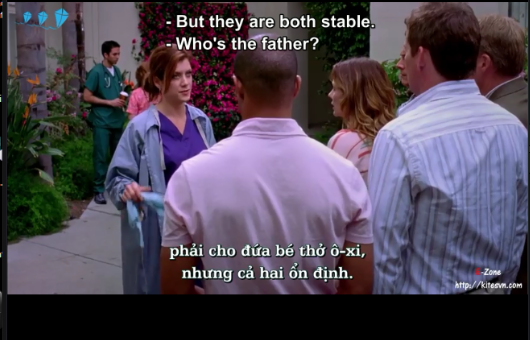 - But they are both stable.
- Who's the father?
phải cho đứa bé thở ô-xi,
nhưng cả hai ổn định.
-Zone
http://kitesvn.com